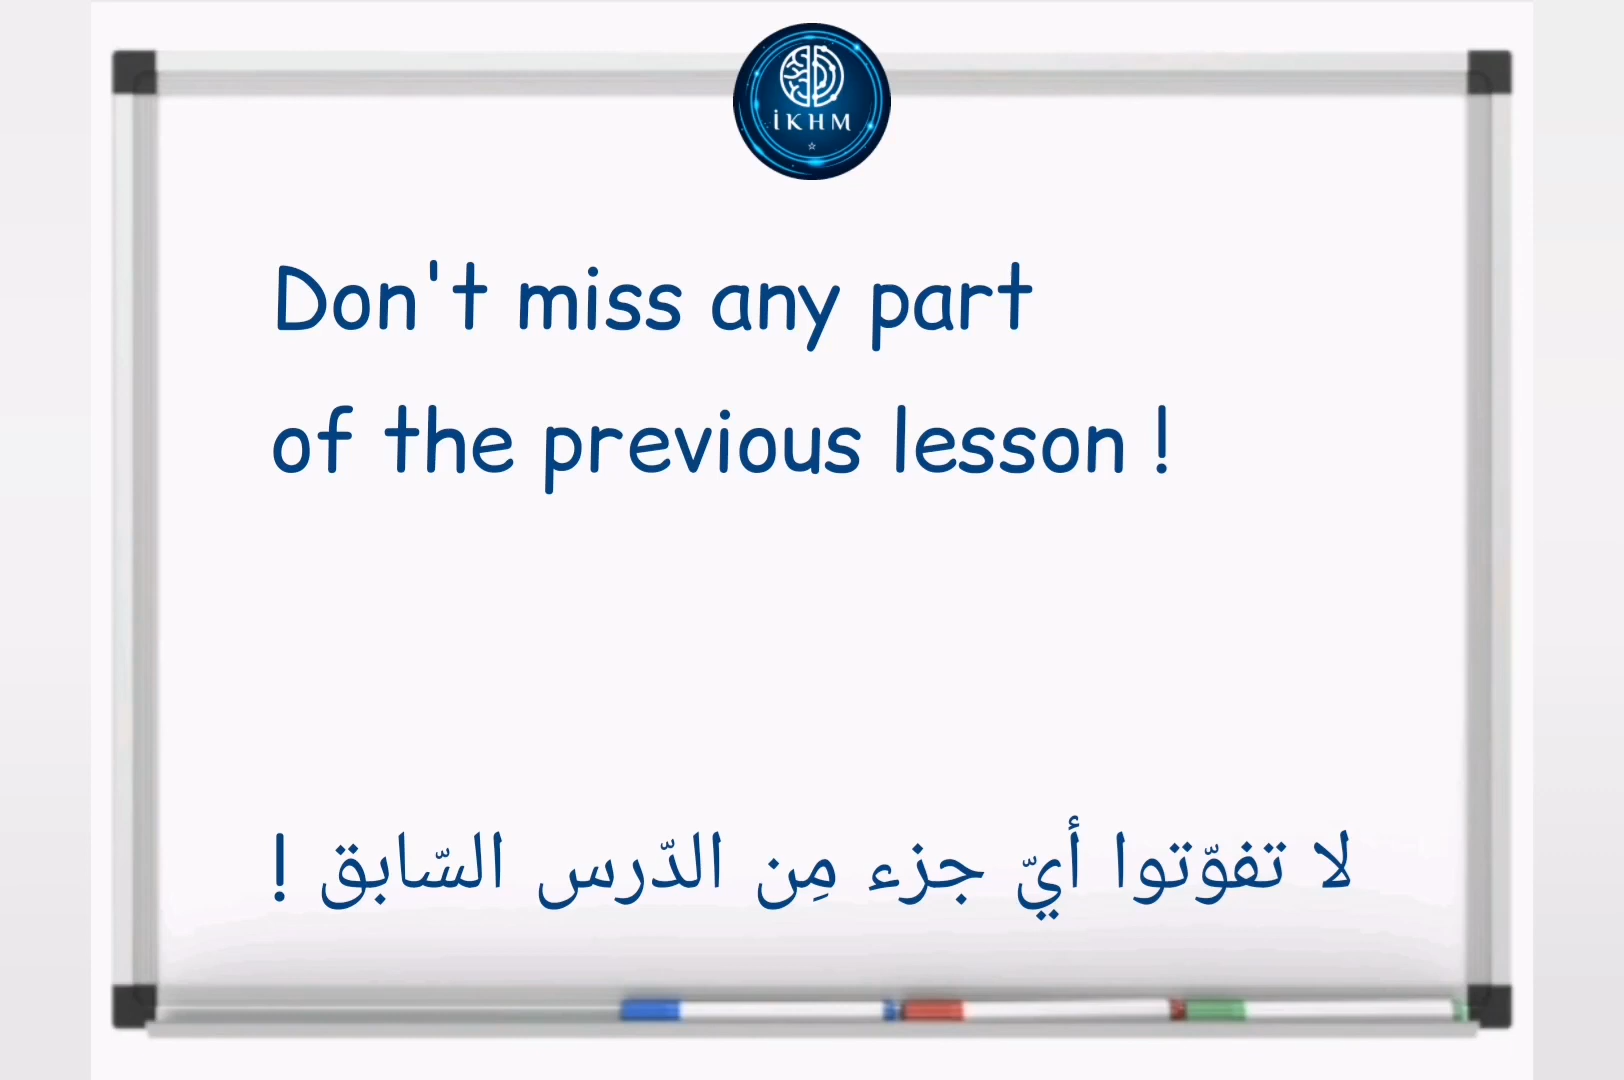 İKHM
Don't miss any part
of the previous lesson !
لا تفوّتوا أيّ جزء مِن الدّرس السّابق !